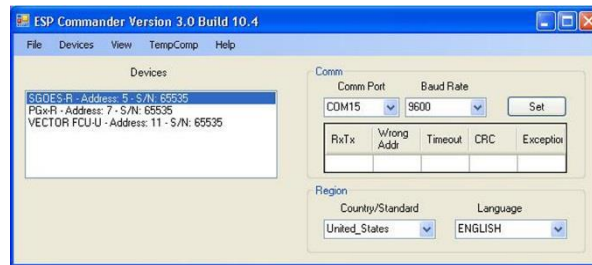 ESP Commander Version 3.0 Build 10.4
File Devices View TempComp Help
Devices
SGOES-R - Address: 5 - S/N: 65535
PGx-R - Address: 7 - S/N: 65535
VECTOR FCU-U - Address: 11 - S/N: 65535
Comm
Comm Port Baud Rate
COM15 9600 Set
RxTx Wrong Addr Timeout CRC Exception
Region
Country/Standard Language
United_States ENGLISH